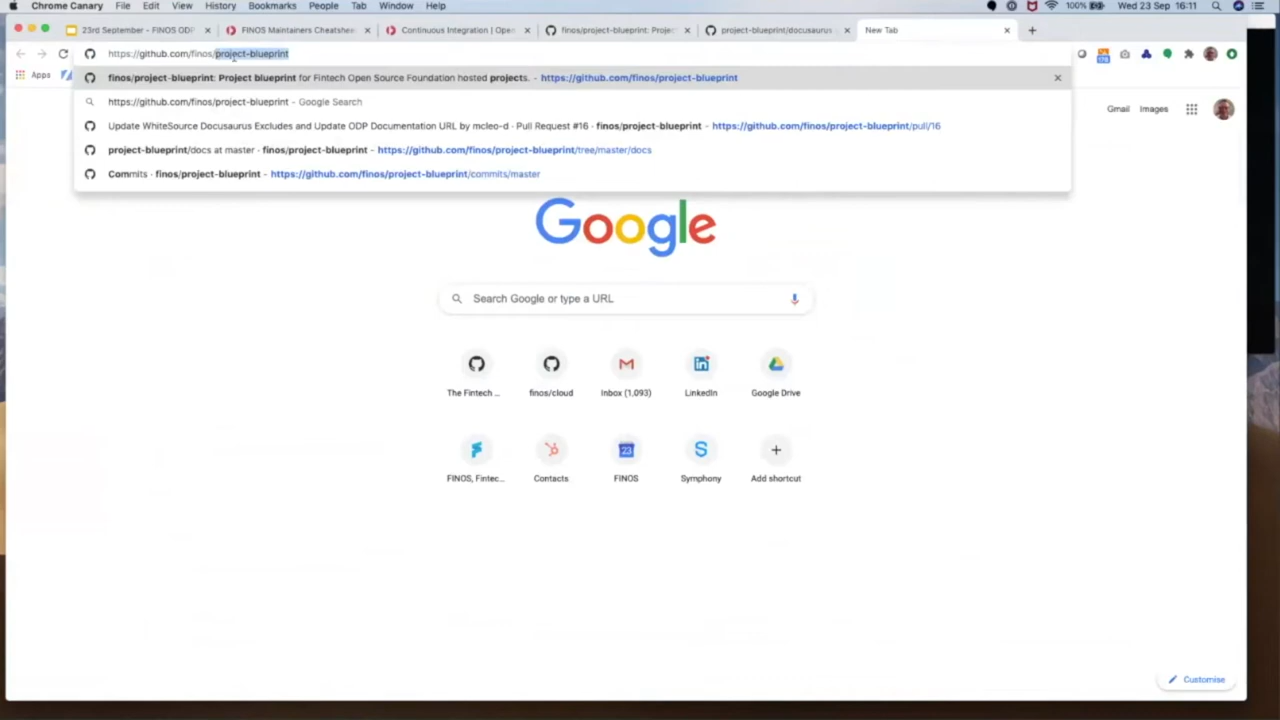 Chrome Canary File Edit View History Bookmarks People Tab Window Help 100% Wed 23 Sep 16:11
23rd September - FINOS ODP FINOS Maintainers Cheatshee Continuous Integration | Open finos/project-blueprint: Projec project-blueprint/docusaurus New Tab
https://github.com/finos/project-blueprint
Apps
finos/project-blueprint: Project blueprint for Fintech Open Source Foundation hosted projects. - https://github.com/finos/project-blueprint
https://github.com/finos/project-blueprint - Google Search
Update WhiteSource Docusaurus Excludes and Update ODP Documentation URL by mcleo-d · Pull Request #16 · finos/project-blueprint - https://github.com/finos/project-blueprint/pull/16
project-blueprint/docs at master · finos/project-blueprint - https://github.com/finos/project-blueprint/tree/master/docs
Commits · finos/project-blueprint - https://github.com/finos/project-blueprint/commits/master
Gmail Images
Google
Search Google or type a URL
The Fintech ... finos/cloud Inbox (1,093) LinkedIn Google Drive
23
FINOS, Fintec... Contacts FINOS Symphony Add shortcut
Customise